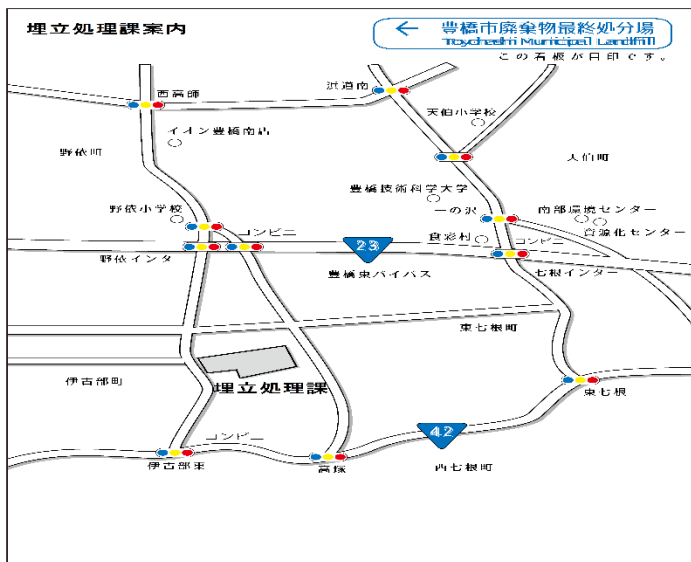 埋立処理課案内
← 豊橋市廃棄物最終処分場
Toyohashi Municipal Landfill
この看板が目印です。
西高師
浜道南
イオン豊橋南店
天伯小学校
野依町
天伯町
豊橋技術科学大学
野依小学校
一の沢
南部環境センター
コンビニ
食彩村
コンビニ
資源化センター
23
野依インター
豊橋東バイパス
七根インター
東七根町
伊古部町
埋立処理課
東七根
コンビニ
42
伊古部東
高塚
西七根町